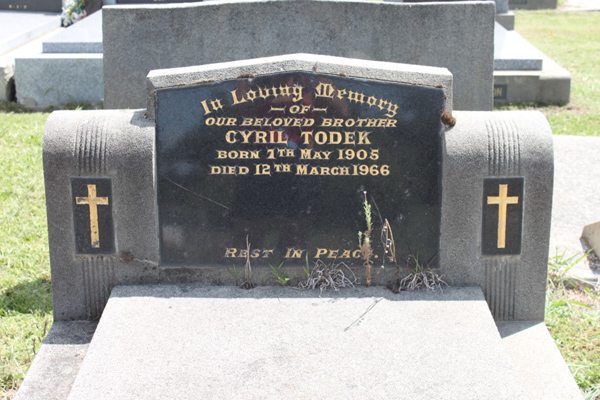 In Loving Memory
— OF —
OUR BELOVED BROTHER
CYRIL TODEK
BORN 7TH MAY 1905
DIED 12TH MARCH 1966
REST IN PEACE